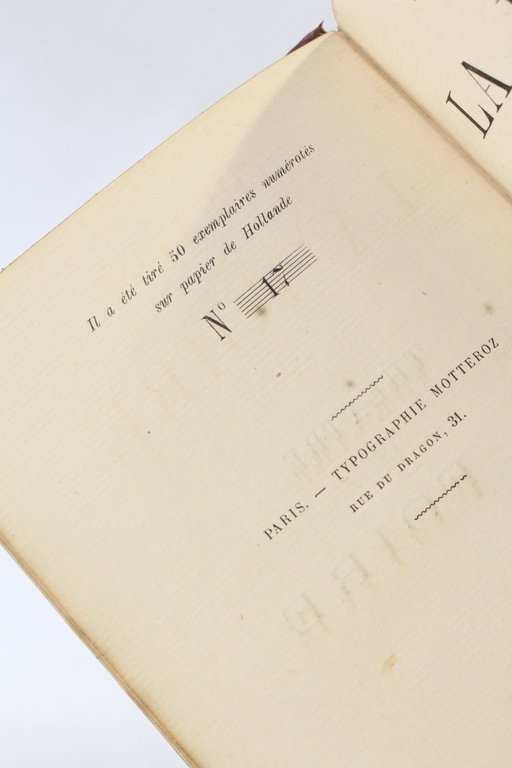 Il a été tiré 50 exemplaires numérotés
sur papier de Hollande
Nº 17
PARIS. — TYPOGRAPHIE MOTTEROZ
RUE DU DRAGON, 31.
LA